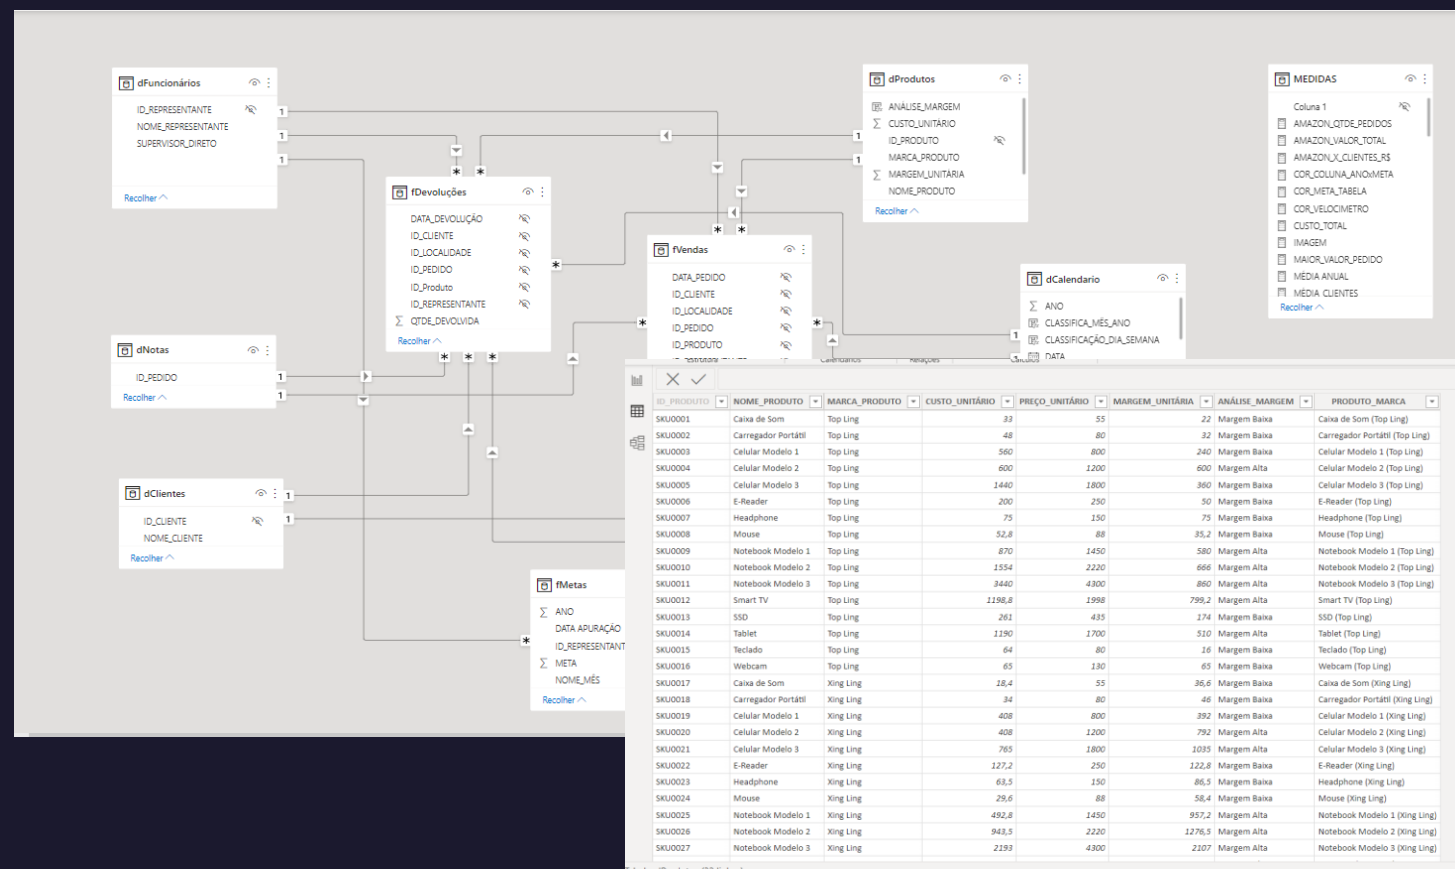 dFuncionários
ID_REPRESENTANTE
NOME_REPRESENTANTE
SUPERVISOR_DIRETO
Recolher
dProdutos
ANÁLISE_MARGEM
CUSTO_UNITÁRIO
ID_PRODUTO
MARCA_PRODUTO
MARGEM_UNITÁRIA
NOME_PRODUTO
Recolher
MEDIDAS
Coluna 1
AMAZON_QTDE_PEDIDOS
AMAZON_VALOR_TOTAL
AMAZON_X_CLIENTES_R$
COR_COLUNA_ANOxMETA
COR_META_TABELA
COR_VELOCIMETRO
CUSTO_TOTAL
IMAGEM
MAIOR_VALOR_PEDIDO
MÉDIA ANUAL
MÉDIA CLIENTES
Recolher
fDevoluções
DATA_DEVOLUÇÃO
ID_CLIENTE
ID_LOCALIDADE
ID_PEDIDO
ID_Produto
ID_REPRESENTANTE
QTDE_DEVOLVIDA
Recolher
fVendas
DATA_PEDIDO
ID_CLIENTE
ID_LOCALIDADE
ID_PEDIDO
ID_PRODUTO
dCalendario
ANO
CLASSIFICA_MÊS_ANO
CLASSIFICAÇÃO_DIA_SEMANA
DATA
dNotas
ID_PEDIDO
Recolher
dClientes
ID_CLIENTE
NOME_CLIENTE
Recolher
fMetas
ANO
DATA APURAÇÃO
ID_REPRESENTANT
META
NOME_MÊS
Recolher
Calendários Relações Cálculos
ID_PRODUTO NOME_PRODUTO MARCA_PRODUTO CUSTO_UNITÁRIO PREÇO_UNITÁRIO MARGEM_UNITÁRIA ANÁLISE_MARGEM PRODUTO_MARCA
SKU0001 Caixa de Som Top Ling 33 55 22 Margem Baixa Caixa de Som (Top Ling)
SKU0002 Carregador Portátil Top Ling 48 80 32 Margem Baixa Carregador Portátil (Top Ling)
SKU0003 Celular Modelo 1 Top Ling 560 800 240 Margem Baixa Celular Modelo 1 (Top Ling)
SKU0004 Celular Modelo 2 Top Ling 600 1200 600 Margem Alta Celular Modelo 2 (Top Ling)
SKU0005 Celular Modelo 3 Top Ling 1440 1800 360 Margem Baixa Celular Modelo 3 (Top Ling)
SKU0006 E-Reader Top Ling 200 250 50 Margem Baixa E-Reader (Top Ling)
SKU0007 Headphone Top Ling 75 150 75 Margem Baixa Headphone (Top Ling)
SKU0008 Mouse Top Ling 52,8 88 35,2 Margem Baixa Mouse (Top Ling)
SKU0009 Notebook Modelo 1 Top Ling 870 1450 580 Margem Alta Notebook Modelo 1 (Top Ling)
SKU0010 Notebook Modelo 2 Top Ling 1554 2220 666 Margem Alta Notebook Modelo 2 (Top Ling)
SKU0011 Notebook Modelo 3 Top Ling 3440 4300 860 Margem Alta Notebook Modelo 3 (Top Ling)
SKU0012 Smart TV Top Ling 1198,8 1998 799,2 Margem Alta Smart TV (Top Ling)
SKU0013 SSD Top Ling 261 435 174 Margem Baixa SSD (Top Ling)
SKU0014 Tablet Top Ling 1190 1700 510 Margem Alta Tablet (Top Ling)
SKU0015 Teclado Top Ling 64 80 16 Margem Baixa Teclado (Top Ling)
SKU0016 Webcam Top Ling 65 130 65 Margem Baixa Webcam (Top Ling)
SKU0017 Caixa de Som Xing Ling 18,4 55 36,6 Margem Baixa Caixa de Som (Xing Ling)
SKU0018 Carregador Portátil Xing Ling 34 80 46 Margem Baixa Carregador Portátil (Xing Ling)
SKU0019 Celular Modelo 1 Xing Ling 408 800 392 Margem Baixa Celular Modelo 1 (Xing Ling)
SKU0020 Celular Modelo 2 Xing Ling 408 1200 792 Margem Alta Celular Modelo 2 (Xing Ling)
SKU0021 Celular Modelo 3 Xing Ling 765 1800 1035 Margem Alta Celular Modelo 3 (Xing Ling)
SKU0022 E-Reader Xing Ling 127,2 250 122,8 Margem Baixa E-Reader (Xing Ling)
SKU0023 Headphone Xing Ling 63,5 150 86,5 Margem Baixa Headphone (Xing Ling)
SKU0024 Mouse Xing Ling 29,6 88 58,4 Margem Baixa Mouse (Xing Ling)
SKU0025 Notebook Modelo 1 Xing Ling 492,8 1450 957,2 Margem Alta Notebook Modelo 1 (Xing Ling)
SKU0026 Notebook Modelo 2 Xing Ling 943,5 2220 1276,5 Margem Alta Notebook Modelo 2 (Xing Ling)
SKU0027 Notebook Modelo 3 Xing Ling 2193 4300 2107 Margem Alta Notebook Modelo 3 (Xing Ling)